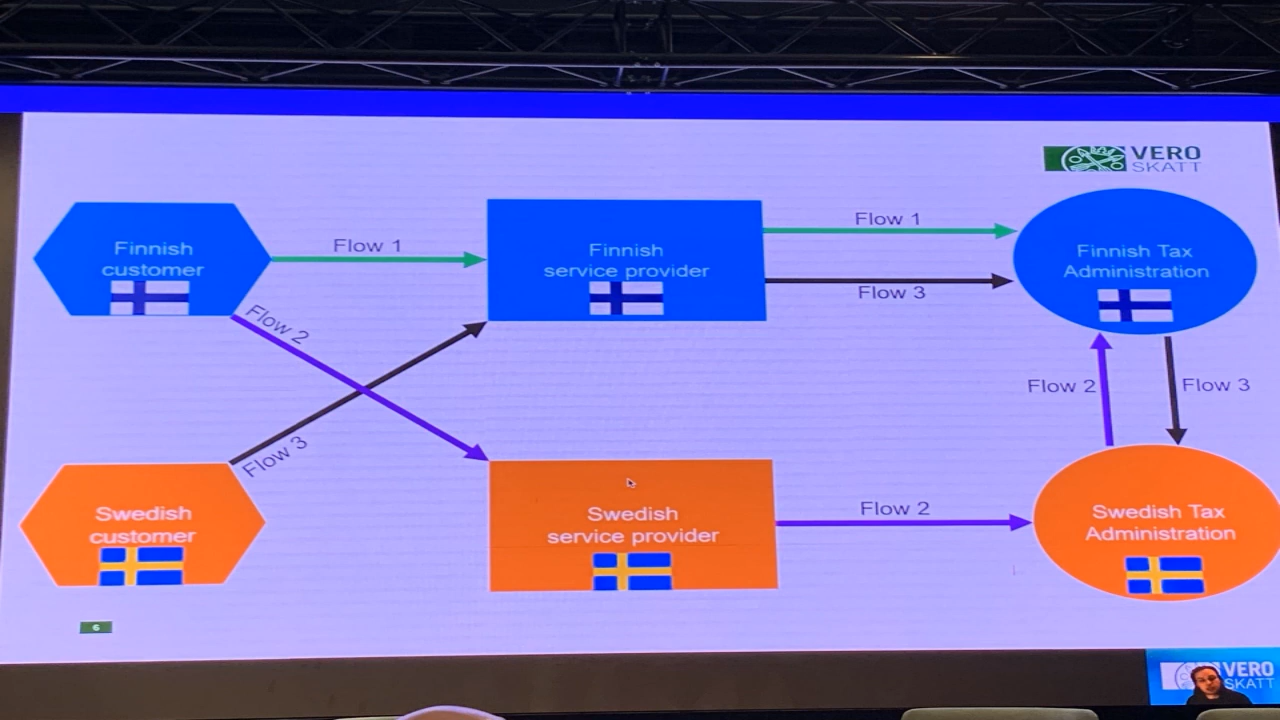 VERO
SKATT
Flow 1
Flow 1
Finnish
customer
Finnish
service provider
Finnish Tax
Administration
Flow 3
Flow 2
Flow 2
Flow 3
Flow 3
Swedish
customer
Swedish
service provider
Flow 2
Swedish Tax
Administration
6
VERO
SKATT